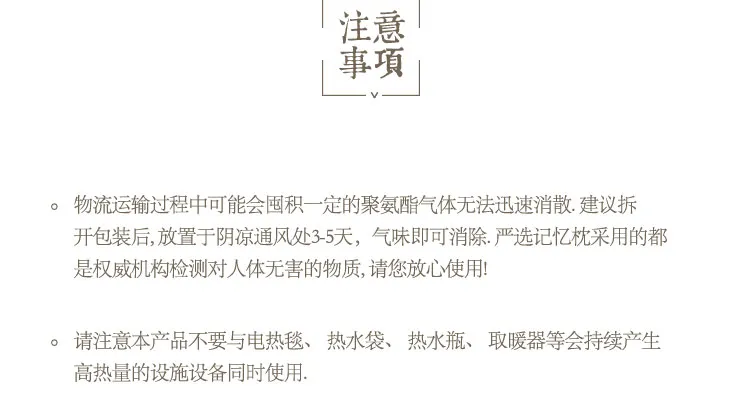 注意
事項
物流运输过程中可能会囤积一定的聚氨酯气体无法迅速消散. 建议拆
开包装后, 放置于阴凉通风处3-5天，气味即可消除. 严选记忆枕采用的都
是权威机构检测对人体无害的物质, 请您放心使用!
请注意本产品不要与电热毯、热水袋、热水瓶、取暖器等会持续产生
高热量的设施设备同时使用.